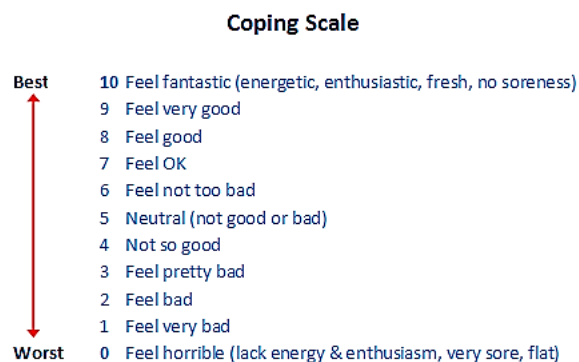 Coping Scale
Best 10 Feel fantastic (energetic, enthusiastic, fresh, no soreness)
9 Feel very good
8 Feel good
7 Feel OK
6 Feel not too bad
5 Neutral (not good or bad)
4 Not so good
3 Feel pretty bad
2 Feel bad
1 Feel very bad
Worst 0 Feel horrible (lack energy & enthusiasm, very sore, flat)